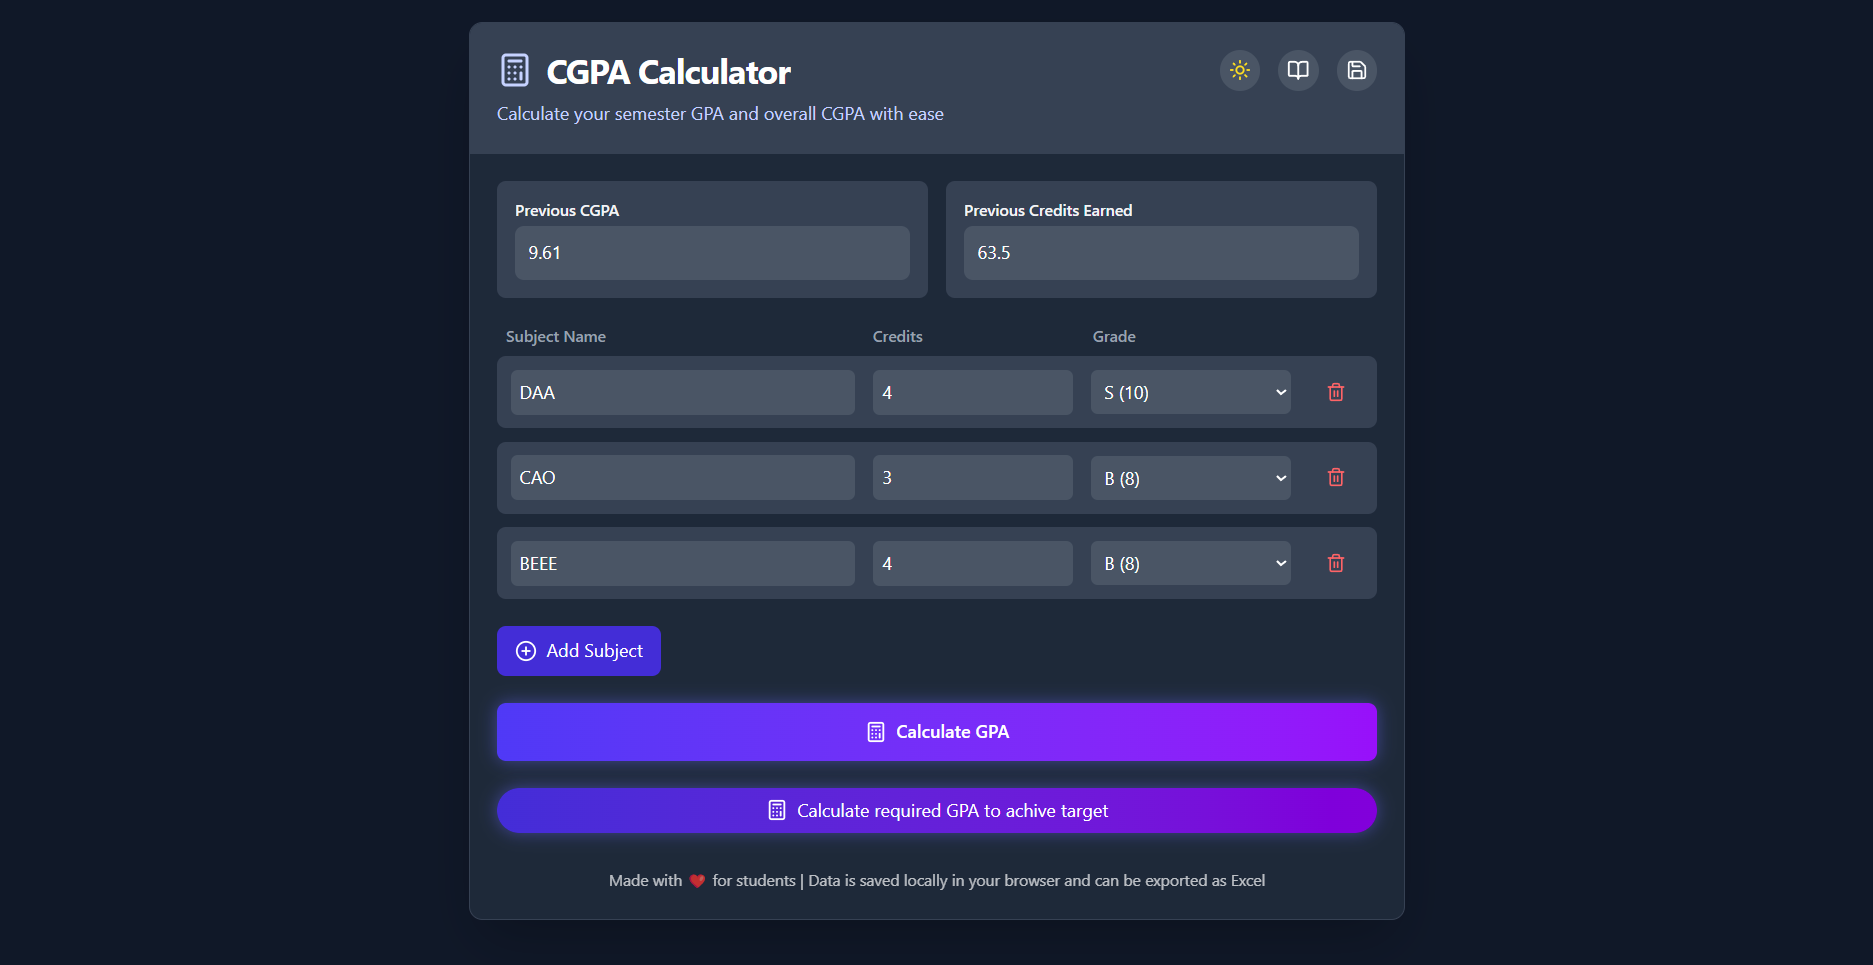 CGPA Calculator
Calculate your semester GPA and overall CGPA with ease
Previous CGPA
9.61
Previous Credits Earned
63.5
Subject Name Credits Grade
DAA 4 S (10)
CAO 3 B (8)
BEEE 4 B (8)
Add Subject
Calculate GPA
Calculate required GPA to achive target
Made with ❤️ for students | Data is saved locally in your browser and can be exported as Excel